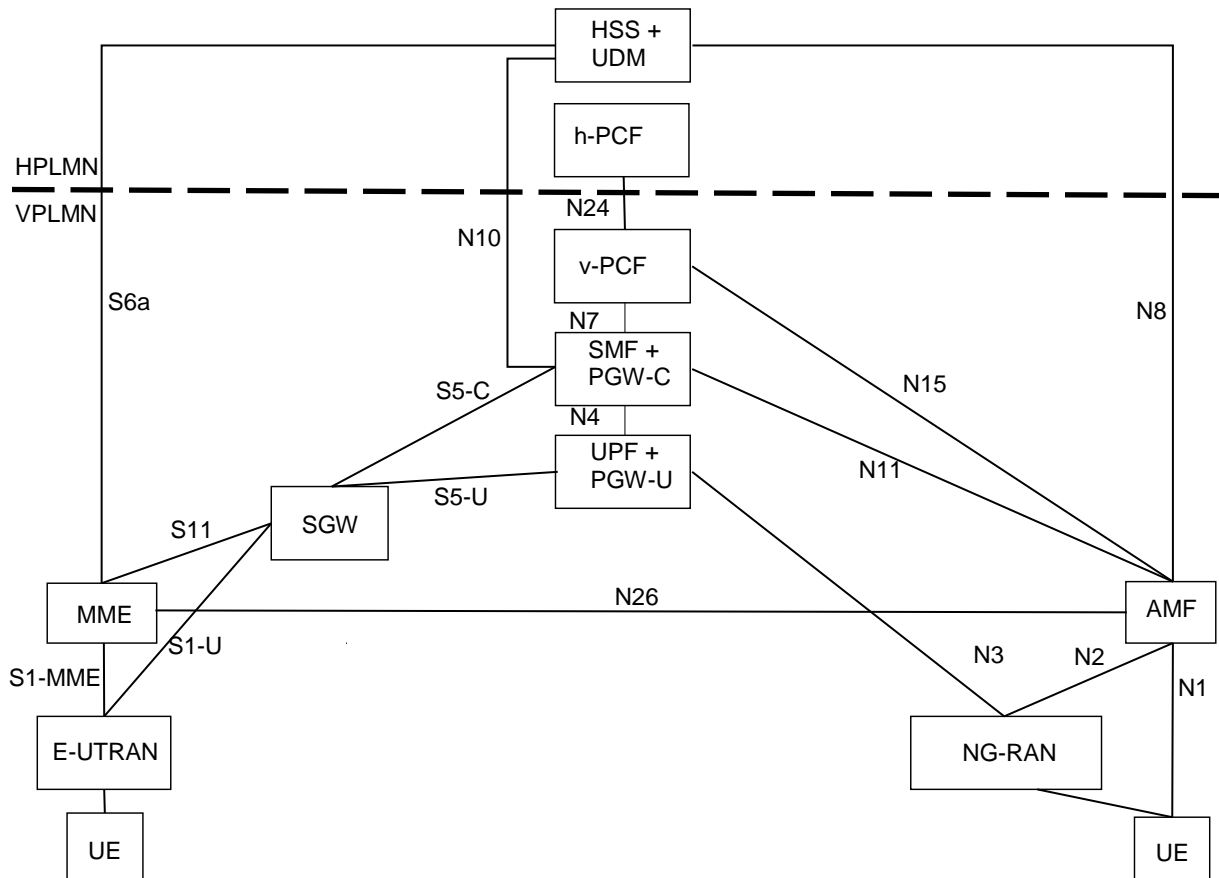 HSS +
UDM
h-PCF
HPLMN
VPLMN
N24
N10
v-PCF
S6a
N8
N7
SMF +
PGW-C
N15
S5-C
N4
UPF +
PGW-U
N11
S5-U
SGW
S11
MME
N26
AMF
S1-U
N3
N2
S1-MME
N1
E-UTRAN
NG-RAN
UE
UE